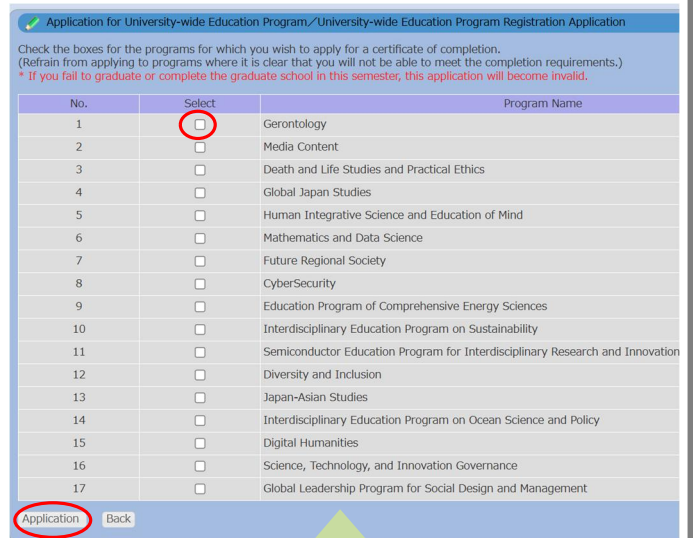 Application for University-wide Education Program／University-wide Education Program Registration Application
Check the boxes for the programs for which you wish to apply for a certificate of completion.
(Refrain from applying to programs where it is clear that you will not be able to meet the completion requirements.)
* If you fail to graduate or complete the graduate school in this semester, this application will become invalid.
No. Select Program Name
1 Gerontology
2 Media Content
3 Death and Life Studies and Practical Ethics
4 Global Japan Studies
5 Human Integrative Science and Education of Mind
6 Mathematics and Data Science
7 Future Regional Society
8 CyberSecurity
9 Education Program of Comprehensive Energy Sciences
10 Interdisciplinary Education Program on Sustainability
11 Semiconductor Education Program for Interdisciplinary Research and Innovation
12 Diversity and Inclusion
13 Japan-Asian Studies
14 Interdisciplinary Education Program on Ocean Science and Policy
15 Digital Humanities
16 Science, Technology, and Innovation Governance
17 Global Leadership Program for Social Design and Management
Application Back